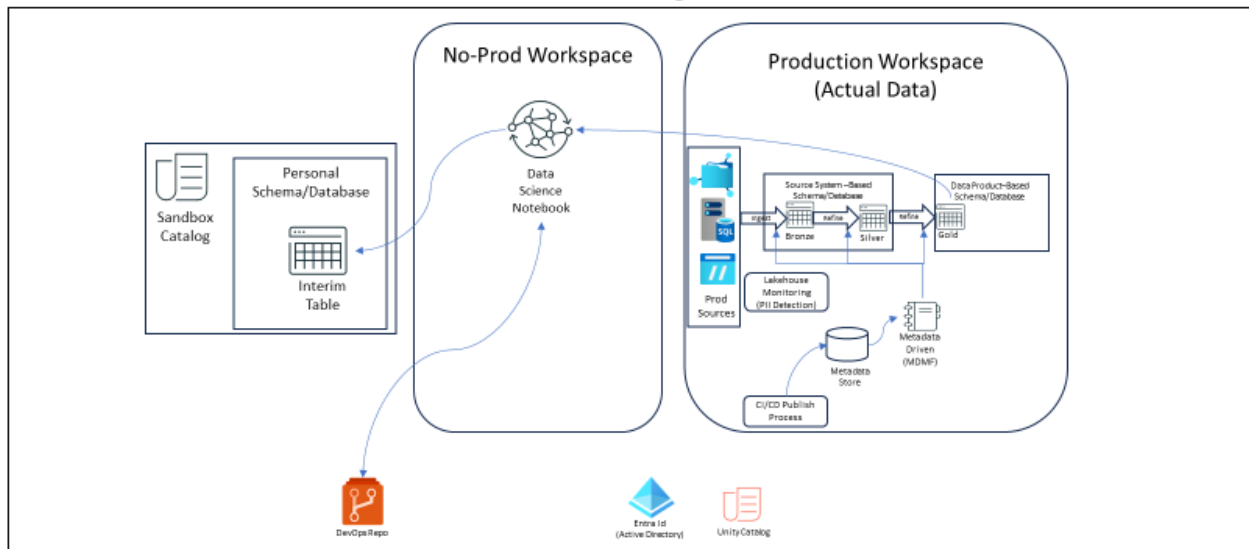 No-Prod Workspace
Production Workspace
(Actual Data)
Sandbox
Catalog
Personal
Schema/Database
Interim
Table
Data
Science
Notebook
Prod
Sources
SQL
Source System–Based
Schema/Database
Data Product–Based
Schema/Database
Ingest
Bronze
Refine
Silver
Refine
Gold
Lakehouse
Monitoring
(PII Detection)
Metadata
Driven
(MDMF)
Metadata
Store
CI/CD Publish
Process
DevOps Repo
Entra Id
(Active Directory)
Unity Catalog